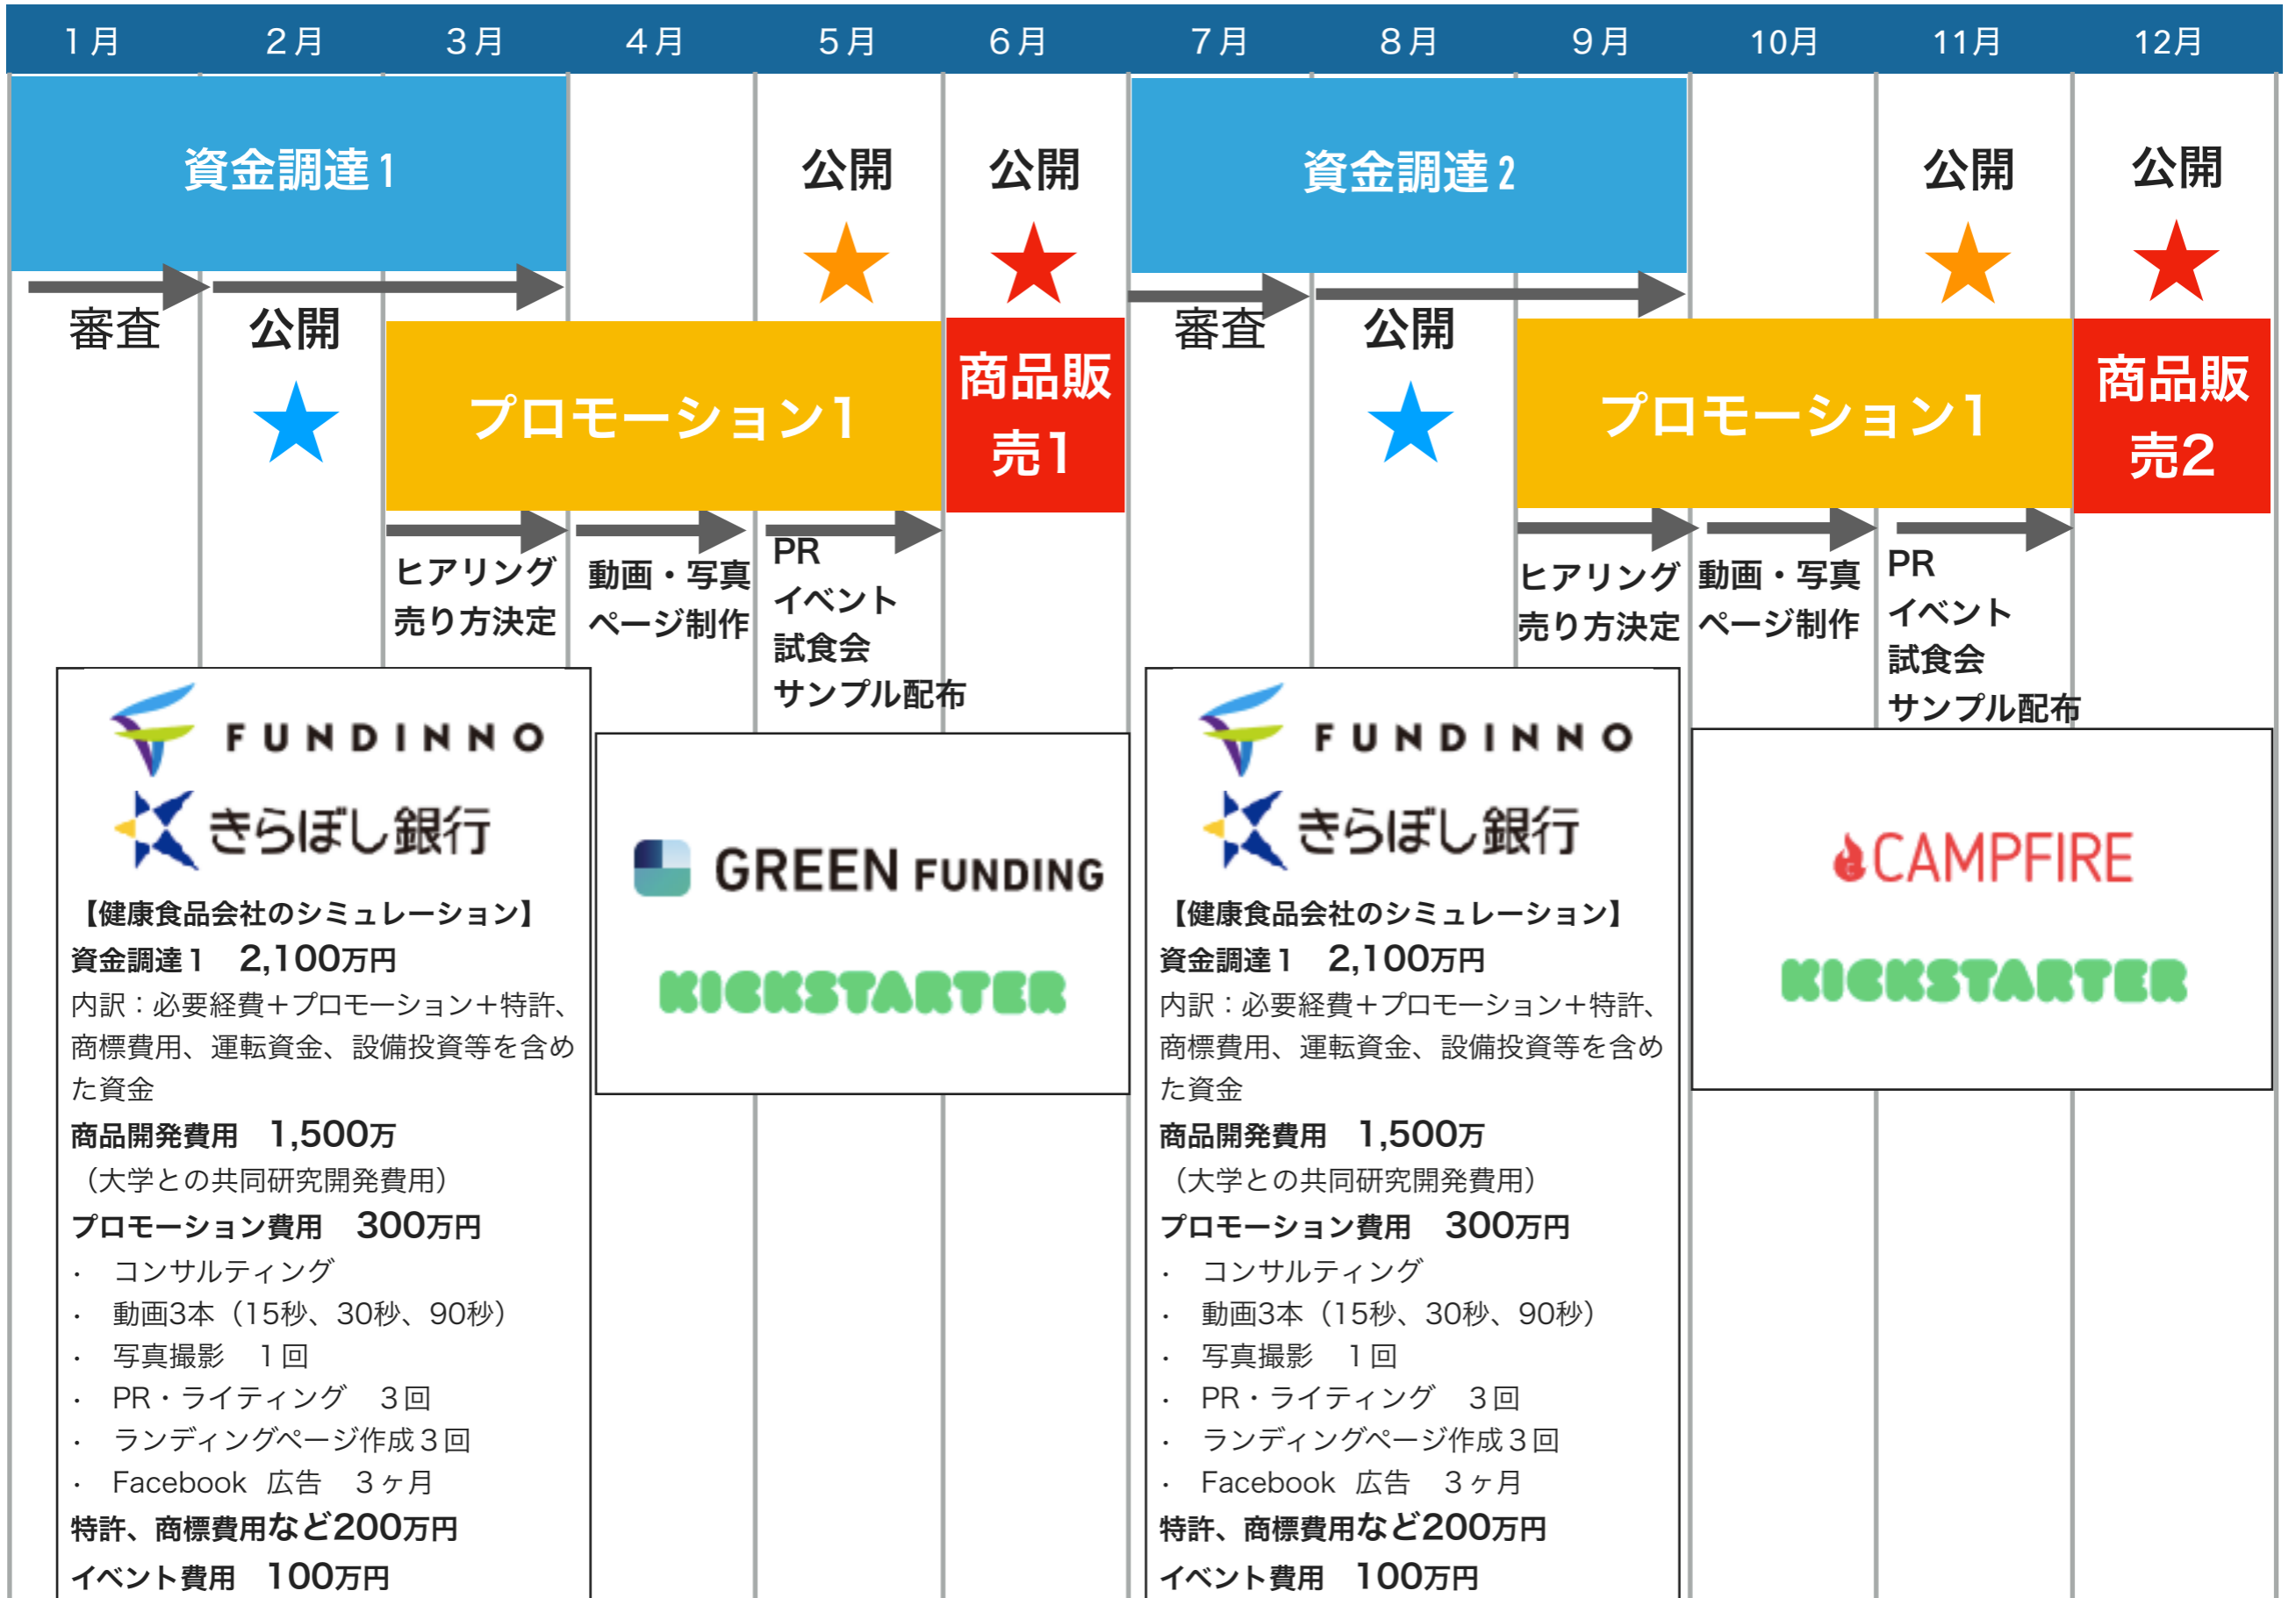 1月 2月 3月 4月 5月 6月 7月 8月 9月 10月 11月 12月
資金調達1
公開
公開
資金調達2
公開
公開
審査
公開
プロモーション1
商品販
売1
審査
公開
プロモーション1
商品販
売2
ヒアリング
売り方決定
動画・写真
ページ制作
PR
イベント
試食会
サンプル配布
ヒアリング
売り方決定
動画・写真
ページ制作
PR
イベント
試食会
サンプル配布
FUNDINNO
きらぼし銀行
【健康食品会社のシミュレーション】
資金調達1 2,100万円
内訳：必要経費＋プロモーション＋特許、
商標費用、運転資金、設備投資等を含め
た資金
商品開発費用 1,500万
（大学との共同研究開発費用）
プロモーション費用 300万円
・ コンサルティング
・ 動画3本（15秒、30秒、90秒）
・ 写真撮影 1回
・ PR・ライティング 3回
・ ランディングページ作成3回
・ Facebook 広告 3ヶ月
特許、商標費用など200万円
イベント費用 100万円
GREEN FUNDING
KICKSTARTER
FUNDINNO
きらぼし銀行
【健康食品会社のシミュレーション】
資金調達1 2,100万円
内訳：必要経費＋プロモーション＋特許、
商標費用、運転資金、設備投資等を含め
た資金
商品開発費用 1,500万
（大学との共同研究開発費用）
プロモーション費用 300万円
・ コンサルティング
・ 動画3本（15秒、30秒、90秒）
・ 写真撮影 1回
・ PR・ライティング 3回
・ ランディングページ作成3回
・ Facebook 広告 3ヶ月
特許、商標費用など200万円
イベント費用 100万円
CAMPFIRE
KICKSTARTER